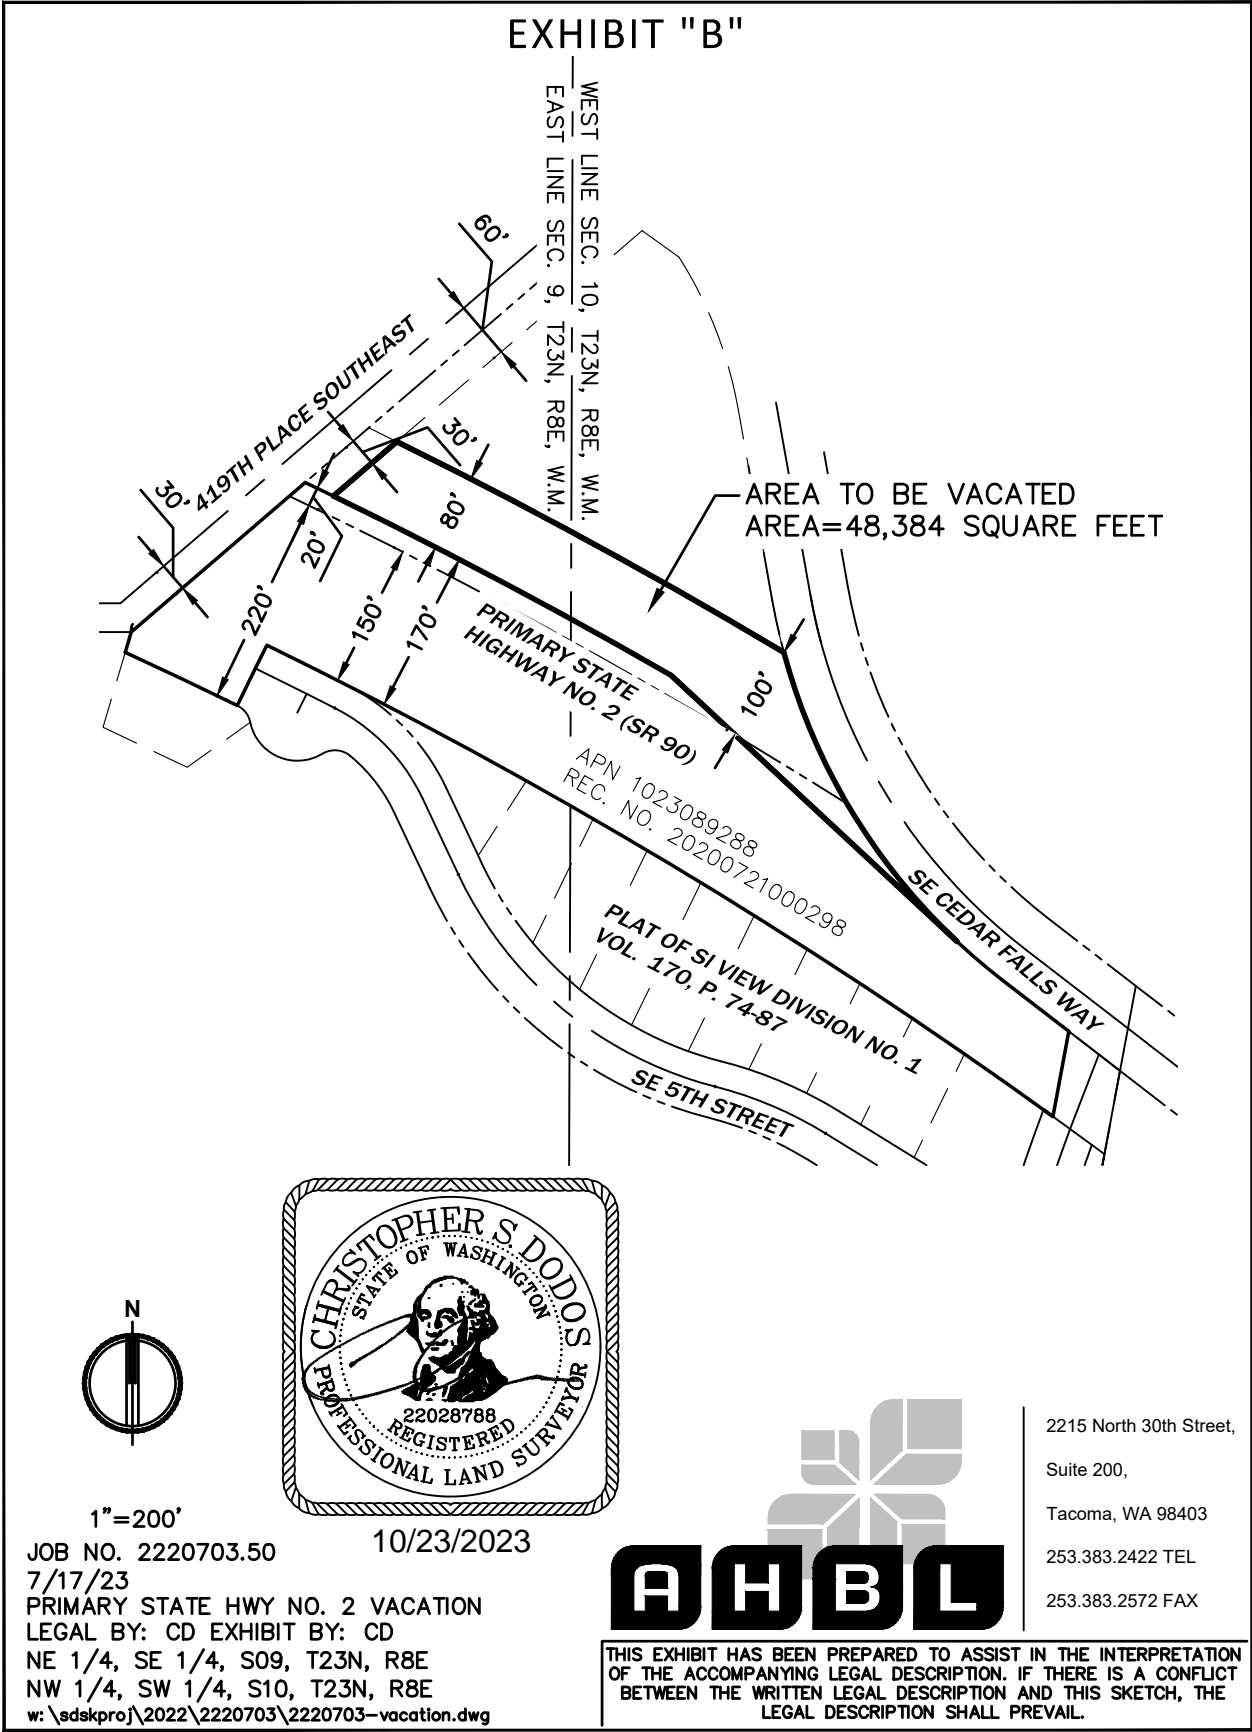 EXHIBIT "B"
WEST LINE SEC. 10, T23N, R8E, W.M.
EAST LINE SEC. 9, T23N, R8E, W.M.
60'
419TH PLACE SOUTHEAST
30'
30'
80'
20'
220'
150'
170'
100'
AREA TO BE VACATED
AREA=48,384 SQUARE FEET
PRIMARY STATE
HIGHWAY NO. 2 (SR 90)
APN 1023089288
REC. NO. 20200721000298
PLAT OF SI VIEW DIVISION NO. 1
VOL. 170, P. 74-87
SE CEDAR FALLS WAY
SE 5TH STREET
CHRISTOPHER S. DODOS
STATE OF WASHINGTON
22028788
REGISTERED
PROFESSIONAL LAND SURVEYOR
10/23/2023
N
1"=200'
JOB NO. 2220703.50
7/17/23
PRIMARY STATE HWY NO. 2 VACATION
LEGAL BY: CD EXHIBIT BY: CD
NE 1/4, SE 1/4, S09, T23N, R8E
NW 1/4, SW 1/4, S10, T23N, R8E
w:\sdskproj\2022\2220703\2220703-vacation.dwg
AHBL
2215 North 30th Street,
Suite 200,
Tacoma, WA 98403
253.383.2422 TEL
253.383.2572 FAX
THIS EXHIBIT HAS BEEN PREPARED TO ASSIST IN THE INTERPRETATION
OF THE ACCOMPANYING LEGAL DESCRIPTION. IF THERE IS A CONFLICT
BETWEEN THE WRITTEN LEGAL DESCRIPTION AND THIS SKETCH, THE
LEGAL DESCRIPTION SHALL PREVAIL.